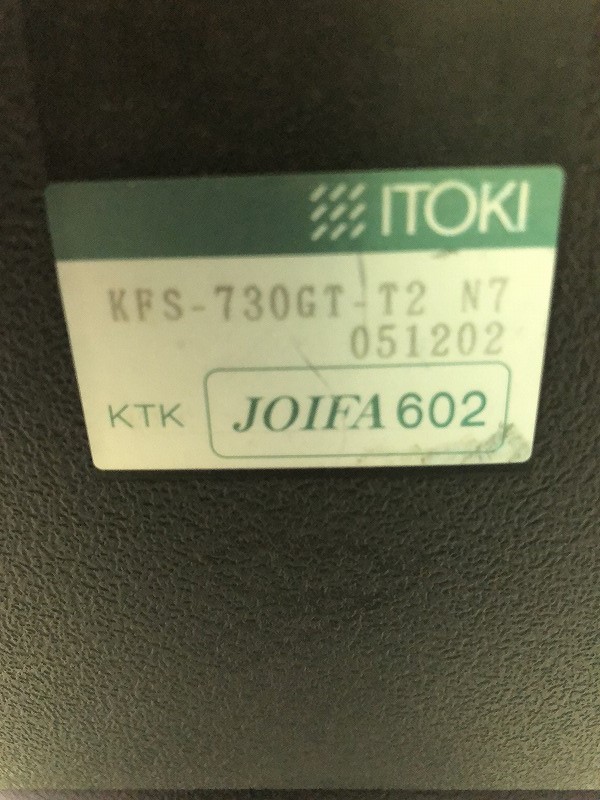 ITOKI
KFS-730GT-T2 N7
051202
KTK JOIFA 602